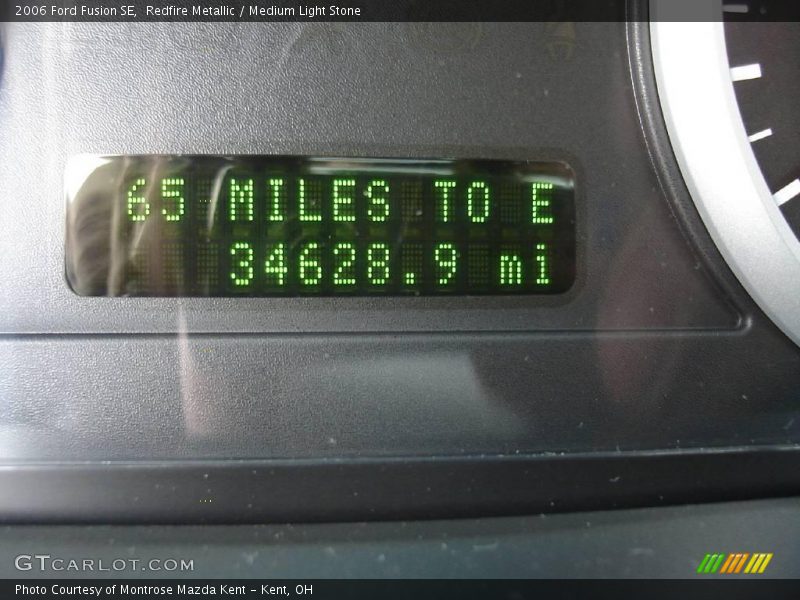 2006 Ford Fusion SE,  Redfire Metallic / Medium Light Stone
65 MILES TO E
34628.9 mi
GTCARLOT.COM
Photo Courtesy of Montrose Mazda Kent - Kent, OH